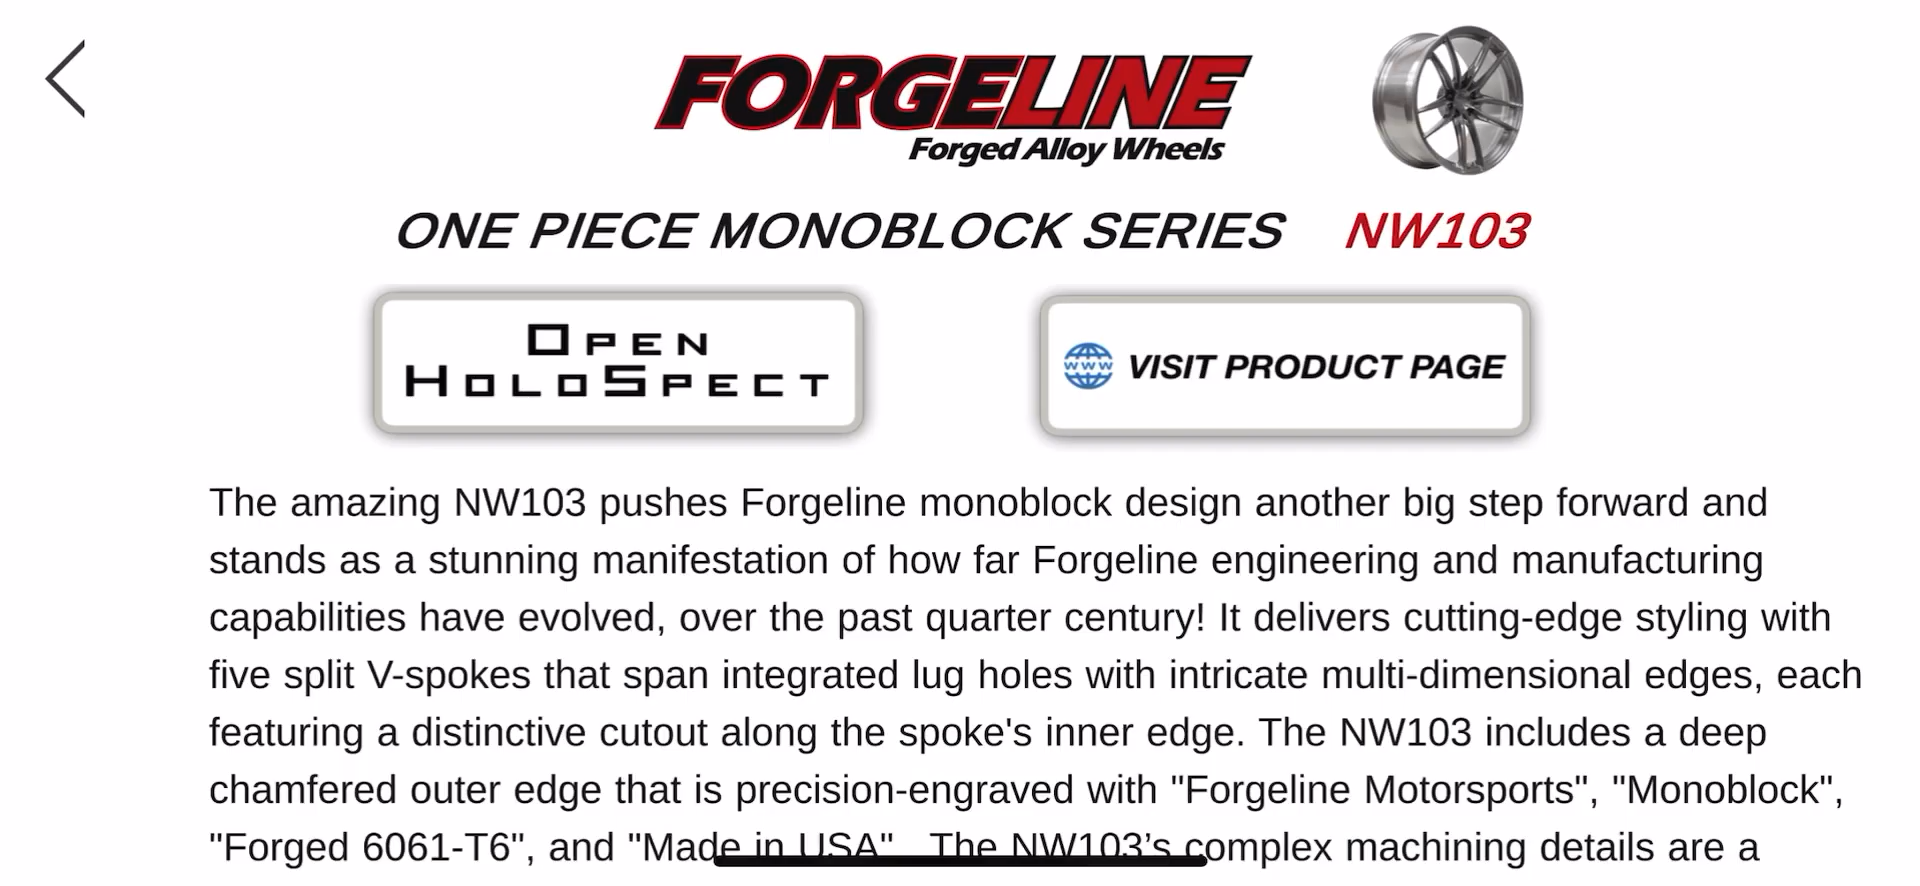 FORGELINE
Forged Alloy Wheels
ONE PIECE MONOBLOCK SERIES NW103
OPEN
HOLOSPECT
WWW VISIT PRODUCT PAGE
The amazing NW103 pushes Forgeline monoblock design another big step forward and
stands as a stunning manifestation of how far Forgeline engineering and manufacturing
capabilities have evolved, over the past quarter century! It delivers cutting-edge styling with
five split V-spokes that span integrated lug holes with intricate multi-dimensional edges, each
featuring a distinctive cutout along the spoke's inner edge. The NW103 includes a deep
chamfered outer edge that is precision-engraved with "Forgeline Motorsports", "Monoblock",
"Forged 6061-T6", and "Made in USA". The NW103’s complex machining details are a